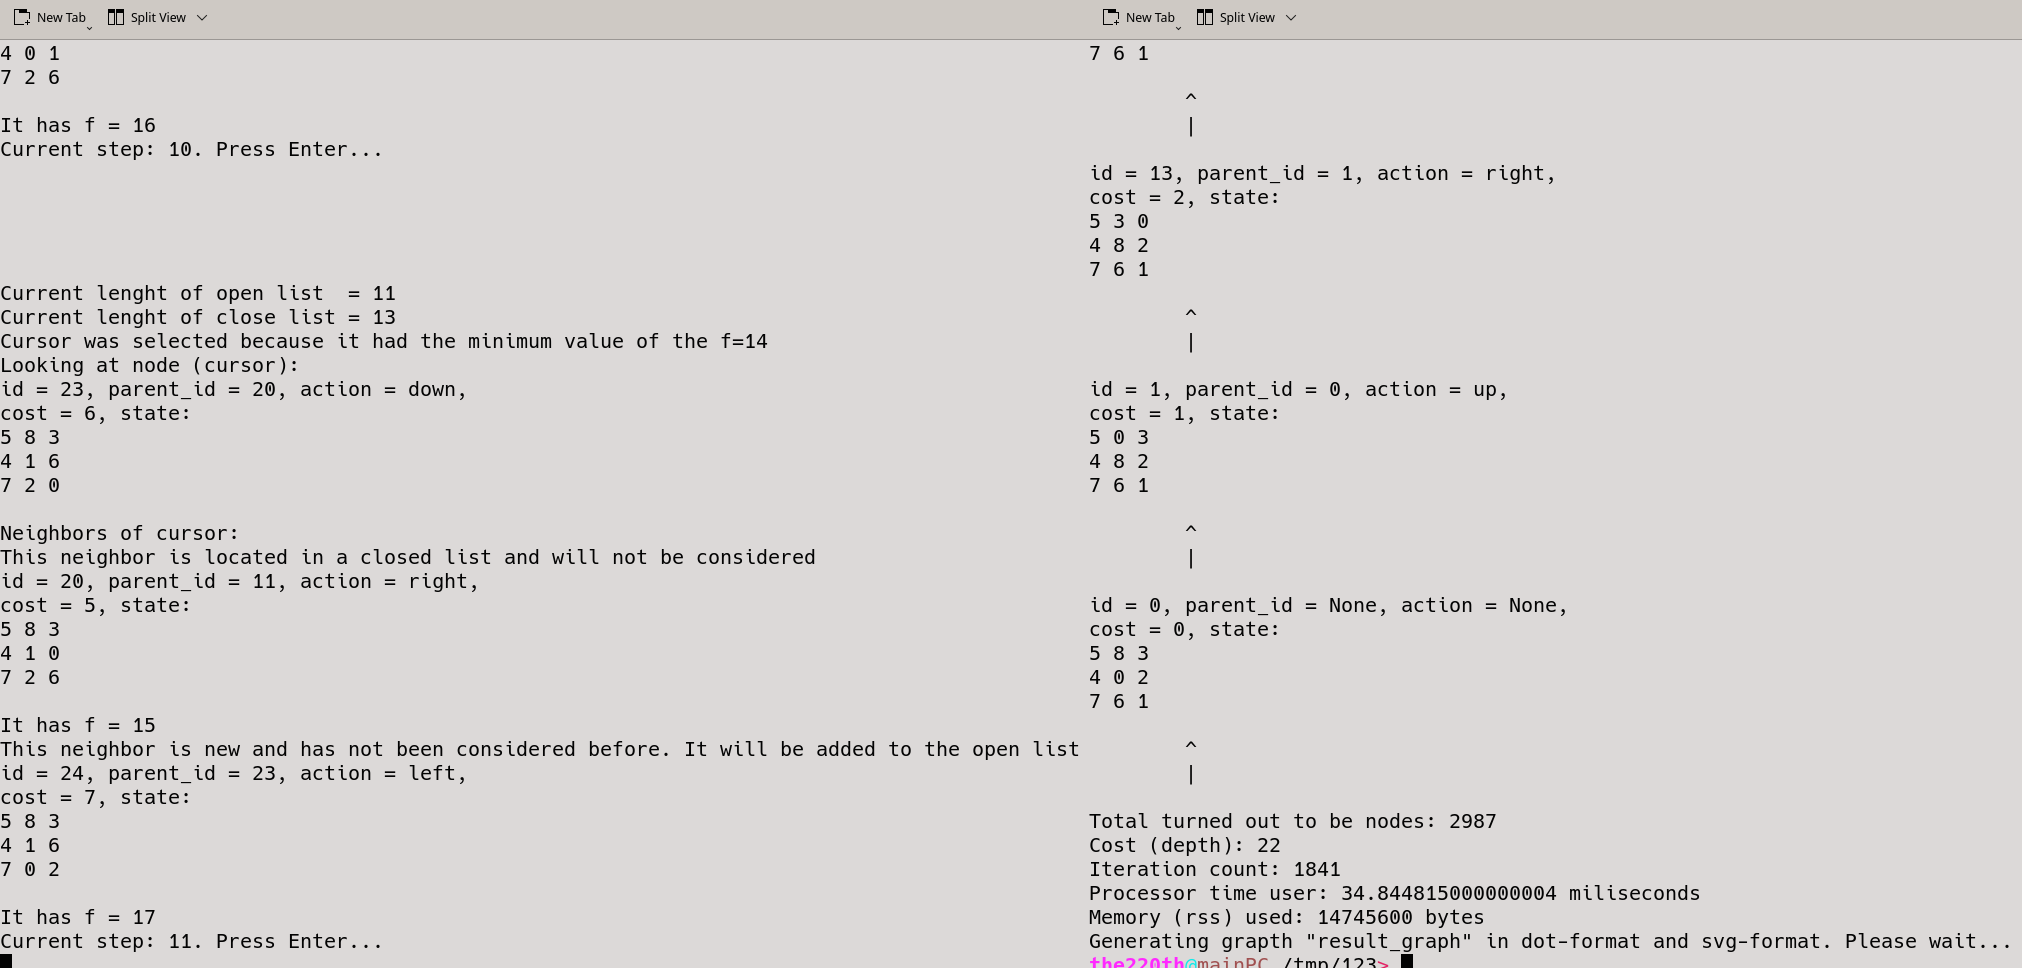 New Tab
Split View
4 0 1
7 2 6
It has f = 16
Current step: 10. Press Enter...
Current lenght of open list  = 11
Current lenght of close list = 13
Cursor was selected because it had the minimum value of the f=14
Looking at node (cursor):
id = 23, parent_id = 20, action = down,
cost = 6, state:
5 8 3
4 1 6
7 2 0
Neighbors of cursor:
This neighbor is located in a closed list and will not be considered
id = 20, parent_id = 11, action = right,
cost = 5, state:
5 8 3
4 1 0
7 2 6
It has f = 15
This neighbor is new and has not been considered before. It will be added to the open list
id = 24, parent_id = 23, action = left,
cost = 7, state:
5 8 3
4 1 6
7 0 2
It has f = 17
Current step: 11. Press Enter...
New Tab
Split View
7 6 1
^
|
id = 13, parent_id = 1, action = right,
cost = 2, state:
5 3 0
4 8 2
7 6 1
^
|
id = 1, parent_id = 0, action = up,
cost = 1, state:
5 0 3
4 8 2
7 6 1
^
|
id = 0, parent_id = None, action = None,
cost = 0, state:
5 8 3
4 0 2
7 6 1
^
|
Total turned out to be nodes: 2987
Cost (depth): 22
Iteration count: 1841
Processor time user: 34.844815000000004 miliseconds
Memory (rss) used: 14745600 bytes
Generating grapth "result_graph" in dot-format and svg-format. Please wait...
the220th@mainPC /tmp/123>